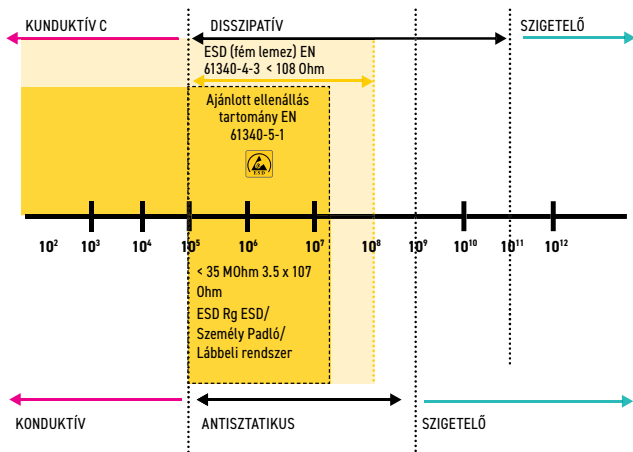 KUNDUKTÍV C
DISSZIPATÍV
SZIGETELŐ
ESD (fém lemez) EN
61340-4-3 < 108 Ohm
Ajánlott ellenállás
tartomány EN
61340-5-1
ESD
10² 10³ 10⁴ 10⁵ 10⁶ 10⁷ 10⁸ 10⁹ 10¹⁰ 10¹¹ 10¹²
< 35 MOhm 3.5 x 107
Ohm
ESD Rg ESD/
Személy Padló/
Lábbeli rendszer
KONDUKTÍV
ANTISZTATIKUS
SZIGETELŐ